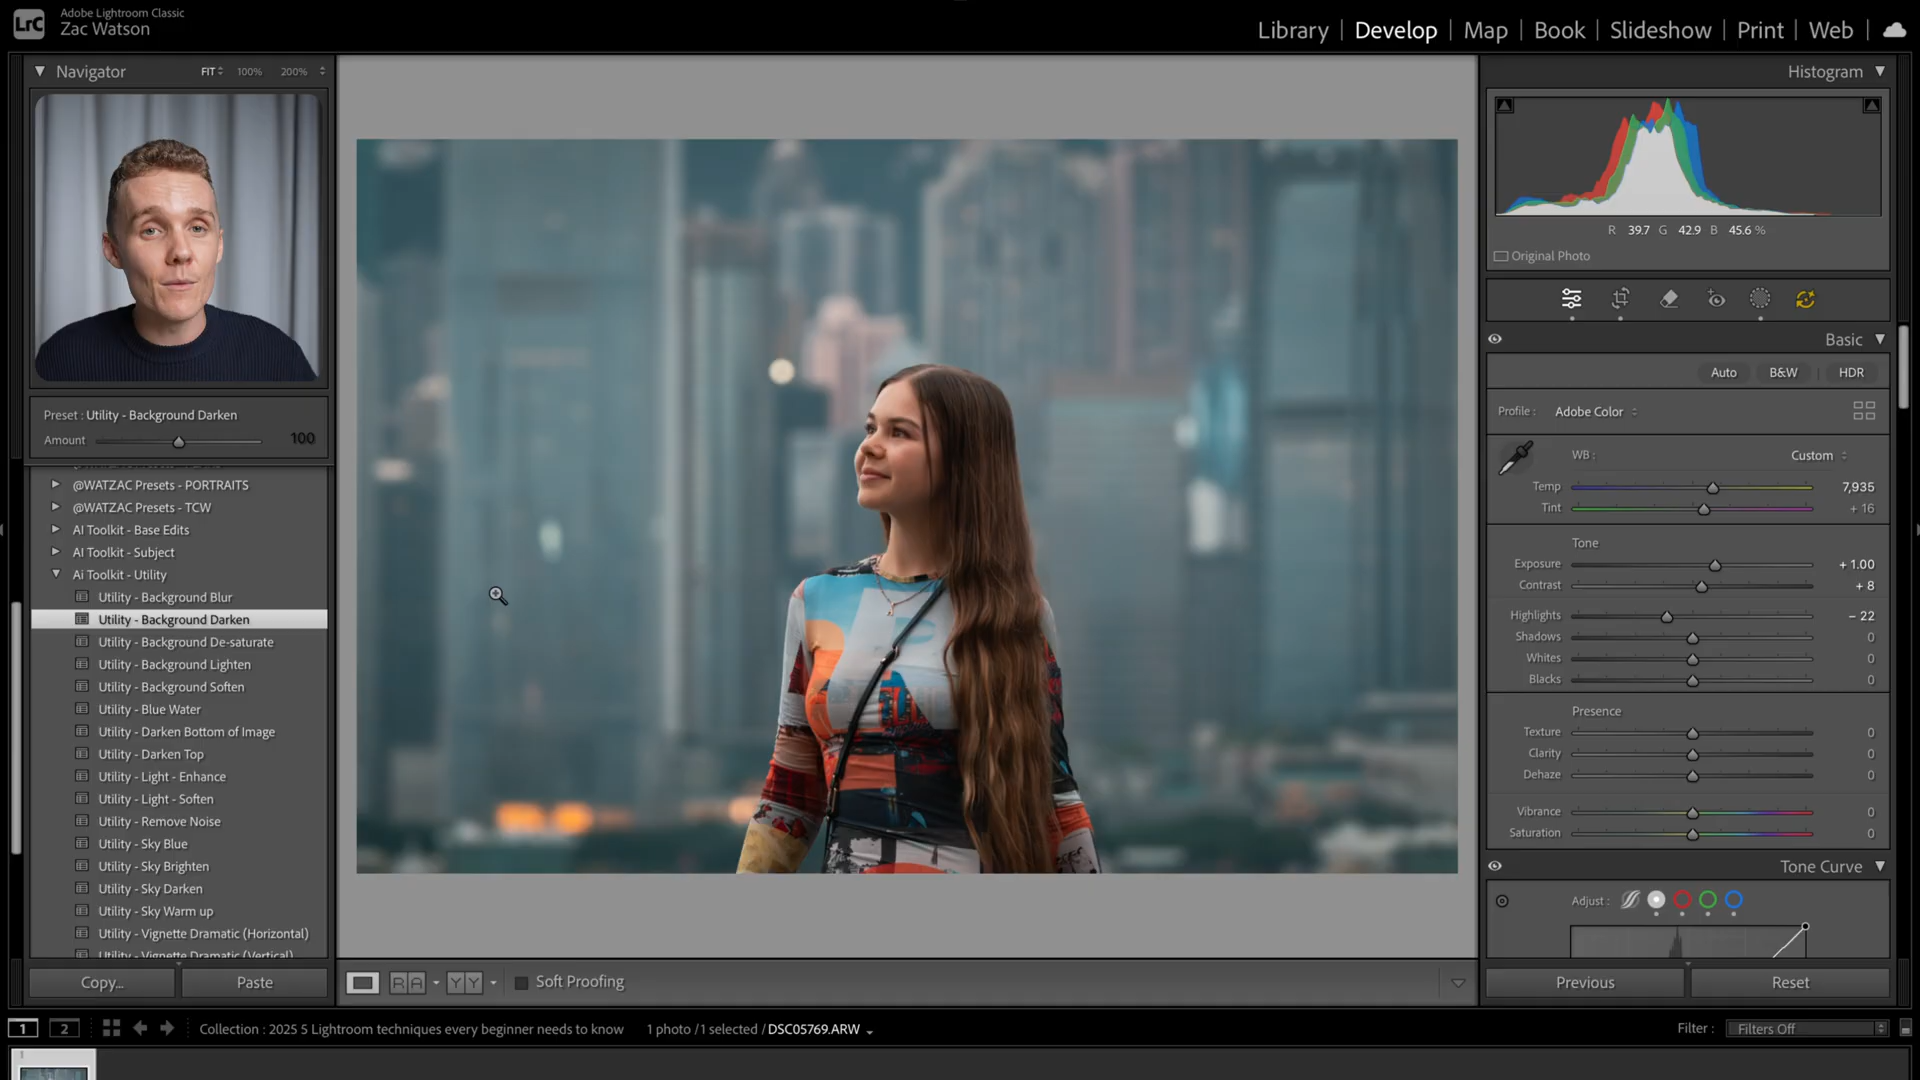 LrC
Adobe Lightroom Classic
Zac Watson
Library | Develop | Map | Book | Slideshow | Print | Web |
Navigator FIT 100% 200%
Preset : Utility - Background Darken
Amount 100
@WATZAC Presets - PORTRAITS
@WATZAC Presets - TCW
AI Toolkit - Base Edits
AI Toolkit - Subject
Ai Toolkit - Utility
Utility - Background Blur
Utility - Background Darken
Utility - Background De-saturate
Utility - Background Lighten
Utility - Background Soften
Utility - Blue Water
Utility - Darken Bottom of Image
Utility - Darken Top
Utility - Light - Enhance
Utility - Light - Soften
Utility - Remove Noise
Utility - Sky Blue
Utility - Sky Brighten
Utility - Sky Darken
Utility - Sky Warm up
Utility - Vignette Dramatic (Horizontal)
Utility - Vignette Dramatic (Vertical)
Copy... Paste
R A Y Y Soft Proofing
Histogram
R 39.7 G 42.9 B 45.6 %
Original Photo
Basic
Auto B&W HDR
Profile : Adobe Color
WB : Custom
Temp 7,935
Tint + 16
Tone
Exposure + 1.00
Contrast + 8
Highlights – 22
Shadows 0
Whites 0
Blacks 0
Presence
Texture 0
Clarity 0
Dehaze 0
Vibrance 0
Saturation 0
Tone Curve
Adjust :
Previous Reset
1 2 Collection : 2025 5 Lightroom techniques every beginner needs to know 1 photo / 1 selected / DSC05769.ARW Filter : Filters Off
1